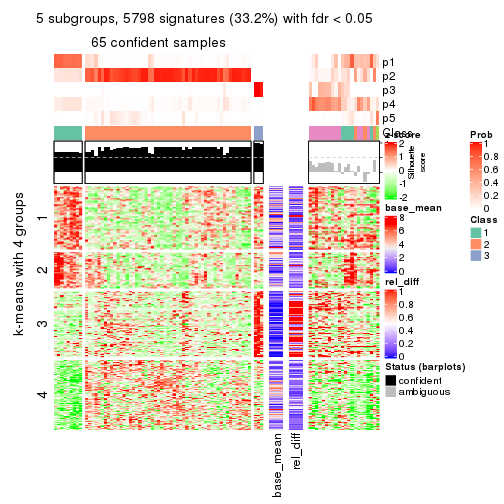 5 subgroups, 5798 signatures (33.2%) with fdr < 0.05
65 confident samples
p1
p2
p3
p4
p5
Class
z-score
2
1
0
-1
-2
Silhouette
score
base_mean
8
6
4
2
0
rel_diff
1
0.8
0.6
0.4
0.2
0
Status (barplots)
confident
ambiguous
Prob
1
0.8
0.6
0.4
0.2
0
Class
1
2
3
k-means with 4 groups
1
2
3
4
base_mean
rel_diff